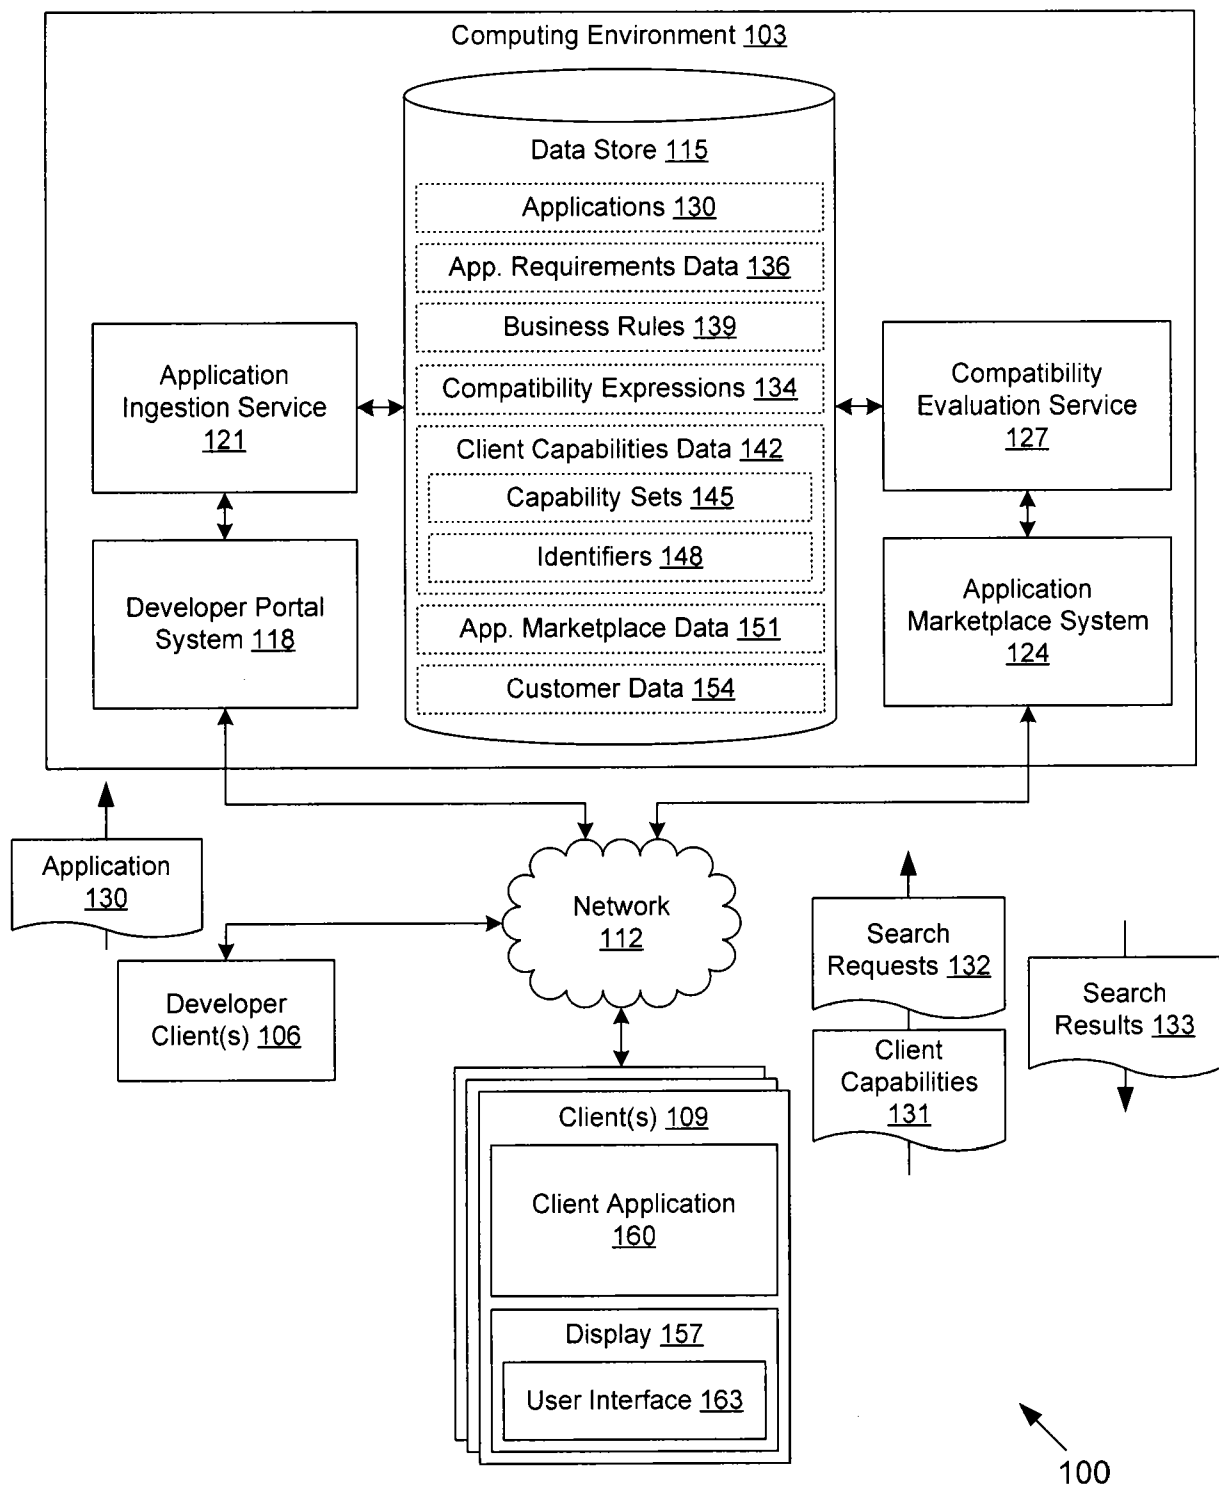 Computing Environment 103
Data Store 115
Applications 130
App. Requirements Data 136
Business Rules 139
Compatibility Expressions 134
Client Capabilities Data 142
Capability Sets 145
Identifiers 148
App. Marketplace Data 151
Customer Data 154
Application
Ingestion Service
121
Developer Portal
System 118
Compatibility
Evaluation Service
127
Application
Marketplace System
124
Application
130
Network
112
Developer
Client(s) 106
Search
Requests 132
Client
Capabilities
131
Search
Results 133
Client(s) 109
Client Application
160
Display 157
User Interface 163
100